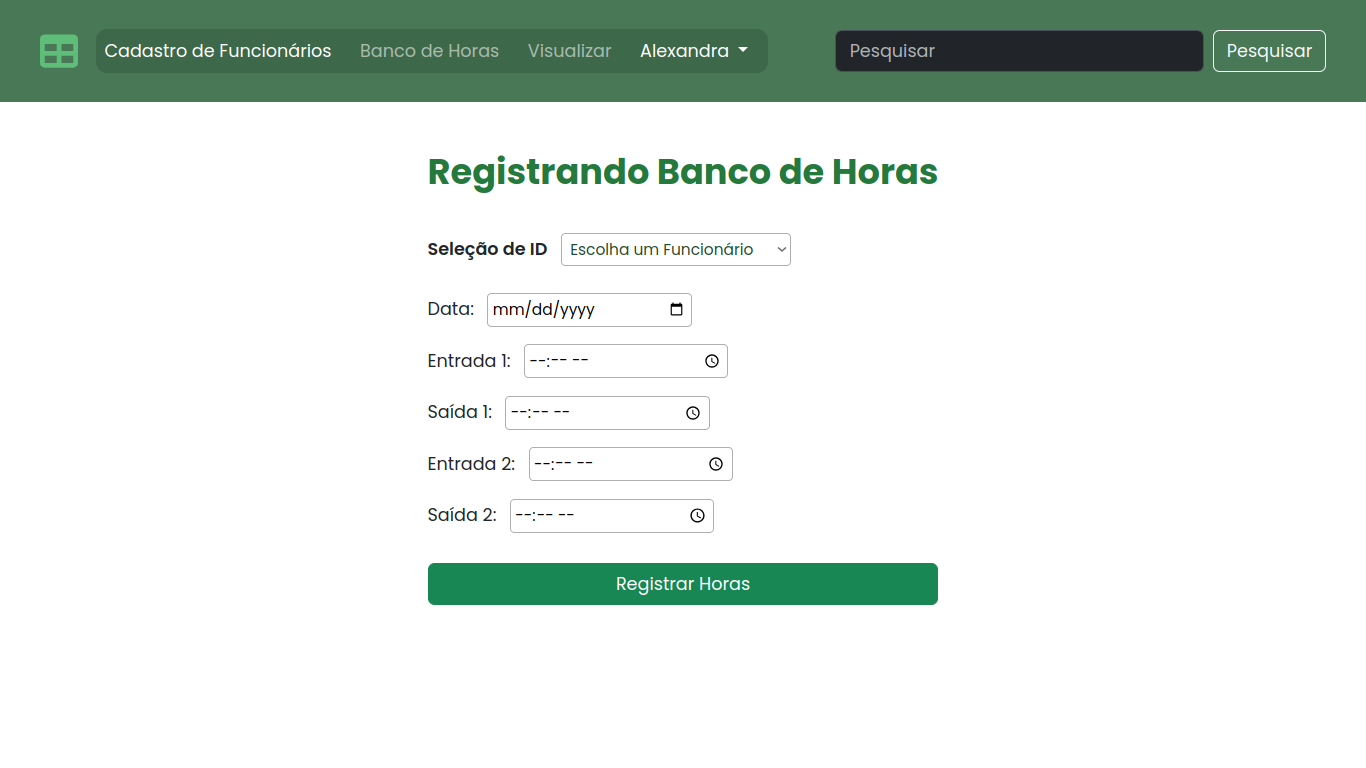 Cadastro de Funcionários Banco de Horas Visualizar Alexandra Pesquisar Pesquisar
Registrando Banco de Horas
Seleção de ID Escolha um Funcionário
Data: mm/dd/yyyy
Entrada 1: --:-- --
Saída 1: --:-- --
Entrada 2: --:-- --
Saída 2: --:-- --
Registrar Horas